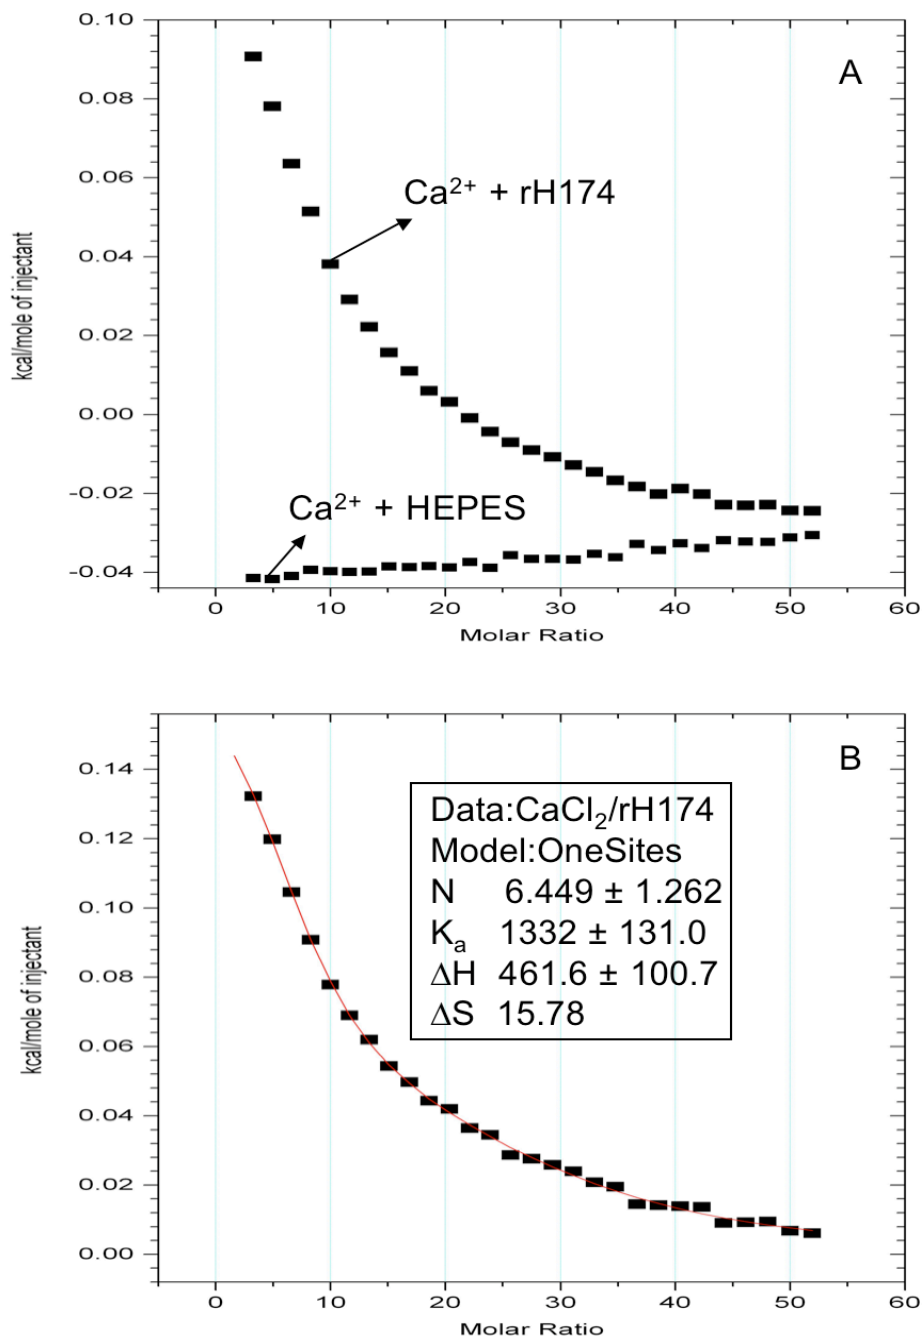 A
0.10
0.08
0.06
0.04
0.02
0.00
-0.02
-0.04
kcal/mole of injectant
Ca²⁺ + rH174
Ca²⁺ + HEPES
0 10 20 30 40 50 60
Molar Ratio
B
0.14
0.12
0.10
0.08
0.06
0.04
0.02
0.00
kcal/mole of injectant
Data:CaCl₂/rH174
Model:OneSites
N 6.449 ± 1.262
Kₐ 1332 ± 131.0
ΔH 461.6 ± 100.7
ΔS 15.78
0 10 20 30 40 50 60
Molar Ratio